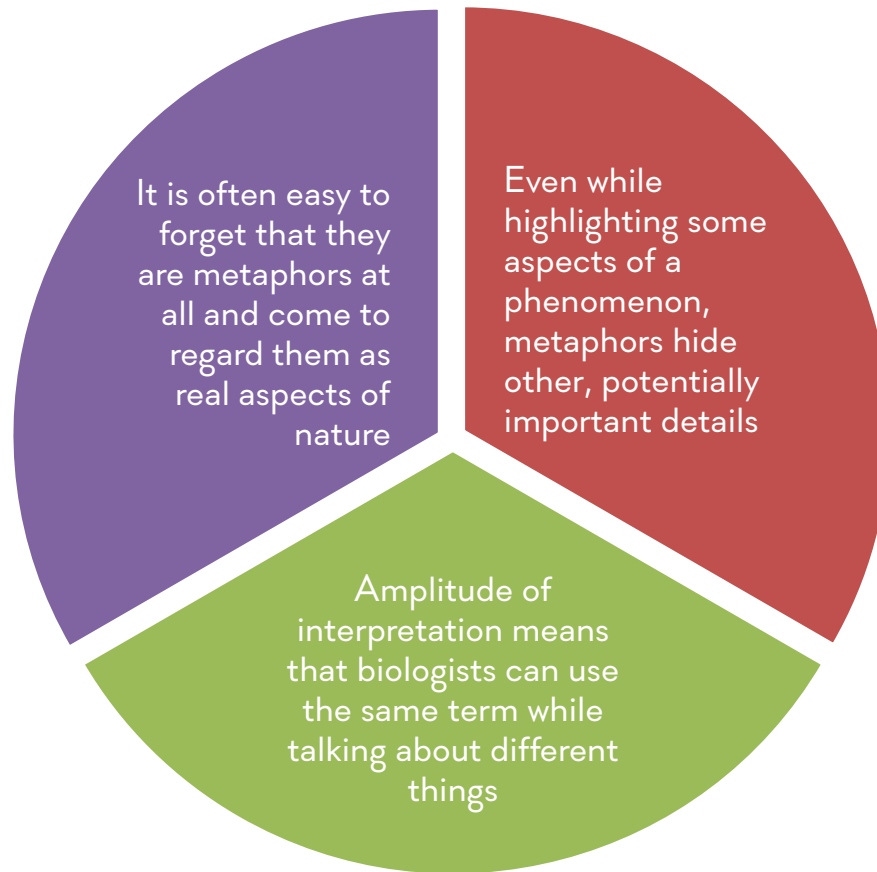 It is often easy to
forget that they
are metaphors at
all and come to
regard them as
real aspects of
nature
Even while
highlighting some
aspects of a
phenomenon,
metaphors hide
other, potentially
important details
Amplitude of
interpretation means
that biologists can use
the same term while
talking about different
things